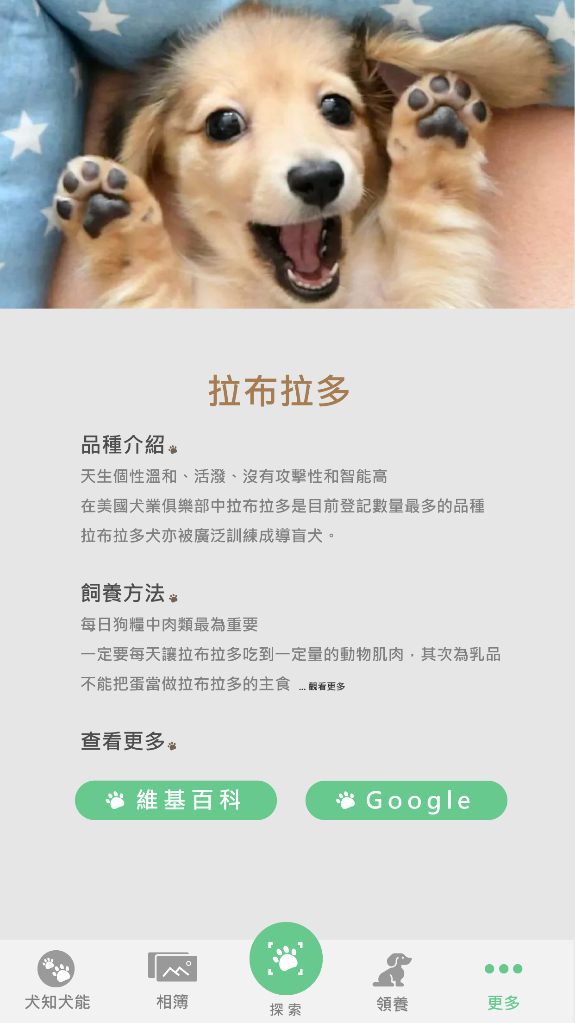 拉布拉多
品種介紹
天生個性溫和、活潑、沒有攻擊性和智能高
在美國犬業俱樂部中拉布拉多是目前登記數量最多的品種
拉布拉多犬亦被廣泛訓練成導盲犬。
飼養方法
每日狗糧中肉類最為重要
一定要每天讓拉布拉多吃到一定量的動物肌肉，其次為乳品
不能把蛋當做拉布拉多的主食 ... 觀看更多
查看更多
維基百科 Google
犬知犬能 相簿 探索 領養 更多